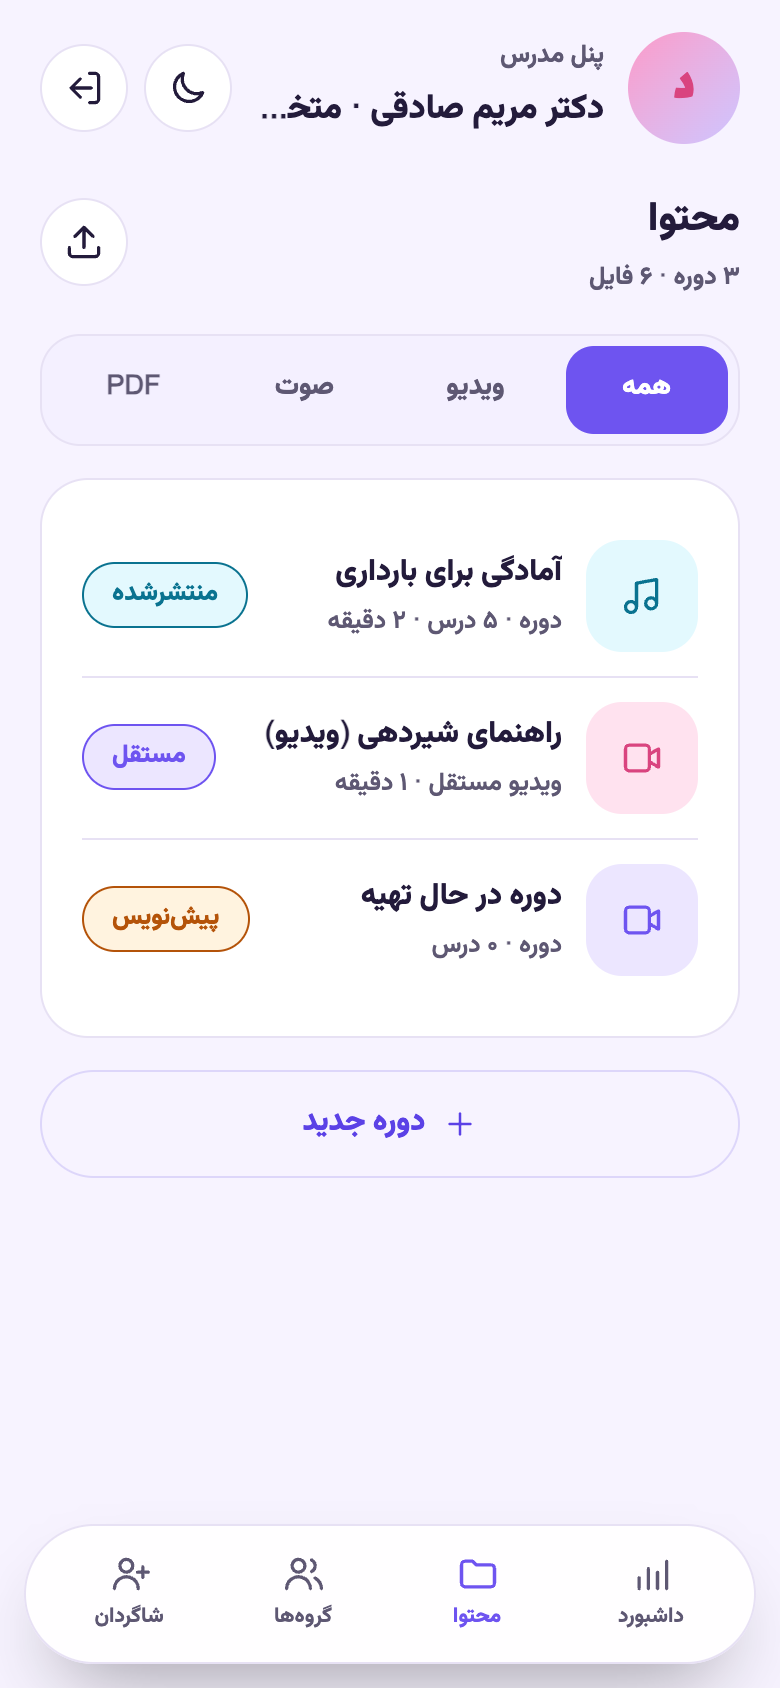 د
پنل مدرس
دکتر مریم صادقی · متخ...
محتوا
۳ دوره · ۶ فایل
همه
ویدیو
صوت
PDF
آمادگی برای بارداری
دوره · ۵ درس · ۲ دقیقه
منتشرشده
راهنمای شیردهی (ویدیو)
ویدیو مستقل · ۱ دقیقه
مستقل
دوره در حال تهیه
دوره · ۰ درس
پیش‌نویس
دوره جدید
داشبورد
محتوا
گروه‌ها
شاگردان